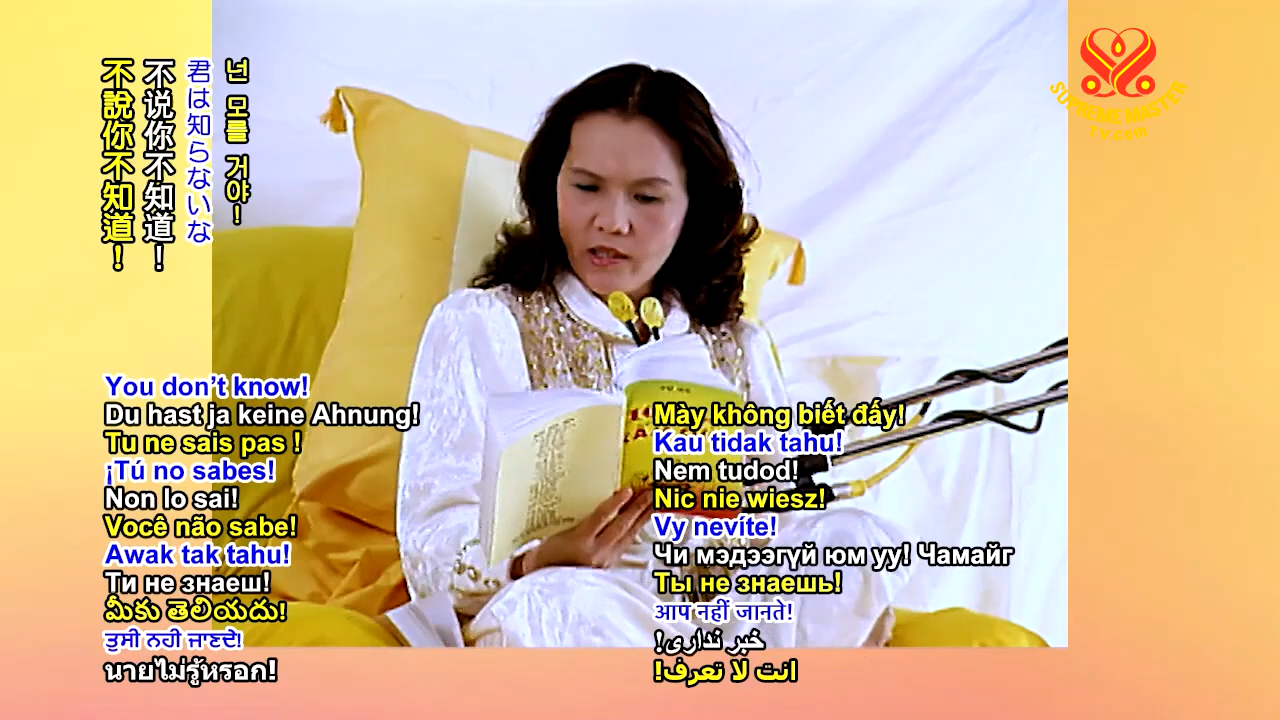 넌 모를 거야!
君は知らないな
不说你不知道！
不說你不知道！
SUPREME MASTER
TV.com
You don't know!
Du hast ja keine Ahnung!
Tu ne sais pas !
¡Tú no sabes!
Non lo sai!
Você não sabe!
Awak tak tahu!
Ти не знаеш!
మీకు తెలియదు!
ਤੁਸੀ ਨਹੀ ਜਾਣਦੇ!
นายไม่รู้หรอก!
Mày không biết đấy!
Kau tidak tahu!
Nem tudod!
Nic nie wiesz!
Vy nevíte!
Чи мэдээгүй юм уу! Чамайг
Ты не знаешь!
आप नहीं जानते!
خبر نداری!
انت لا تعرف!